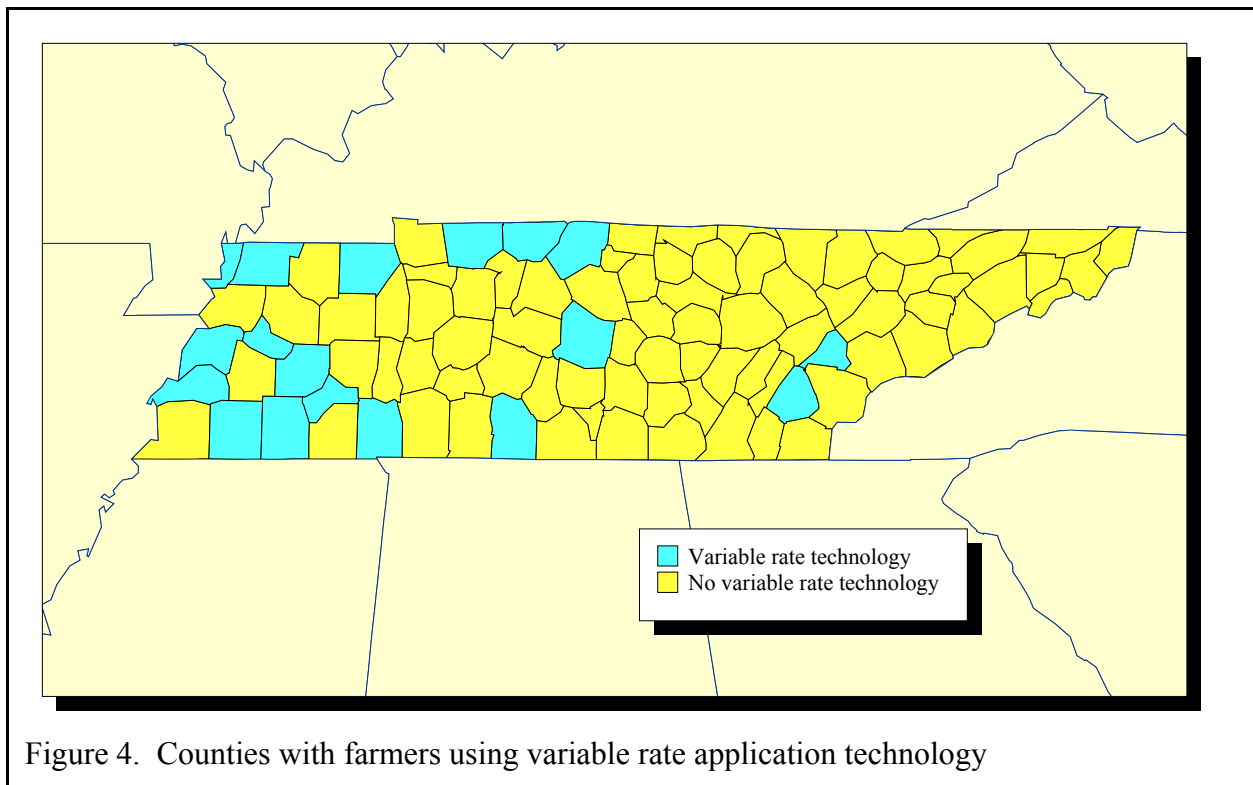 Variable rate technology
No variable rate technology
Figure 4. Counties with farmers using variable rate application technology